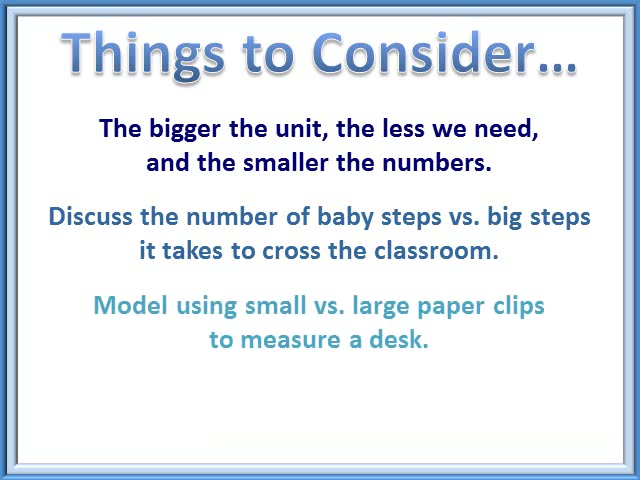 Things to Consider...
The bigger the unit, the less we need,
and the smaller the numbers.
Discuss the number of baby steps vs. big steps
it takes to cross the classroom.
Model using small vs. large paper clips
to measure a desk.